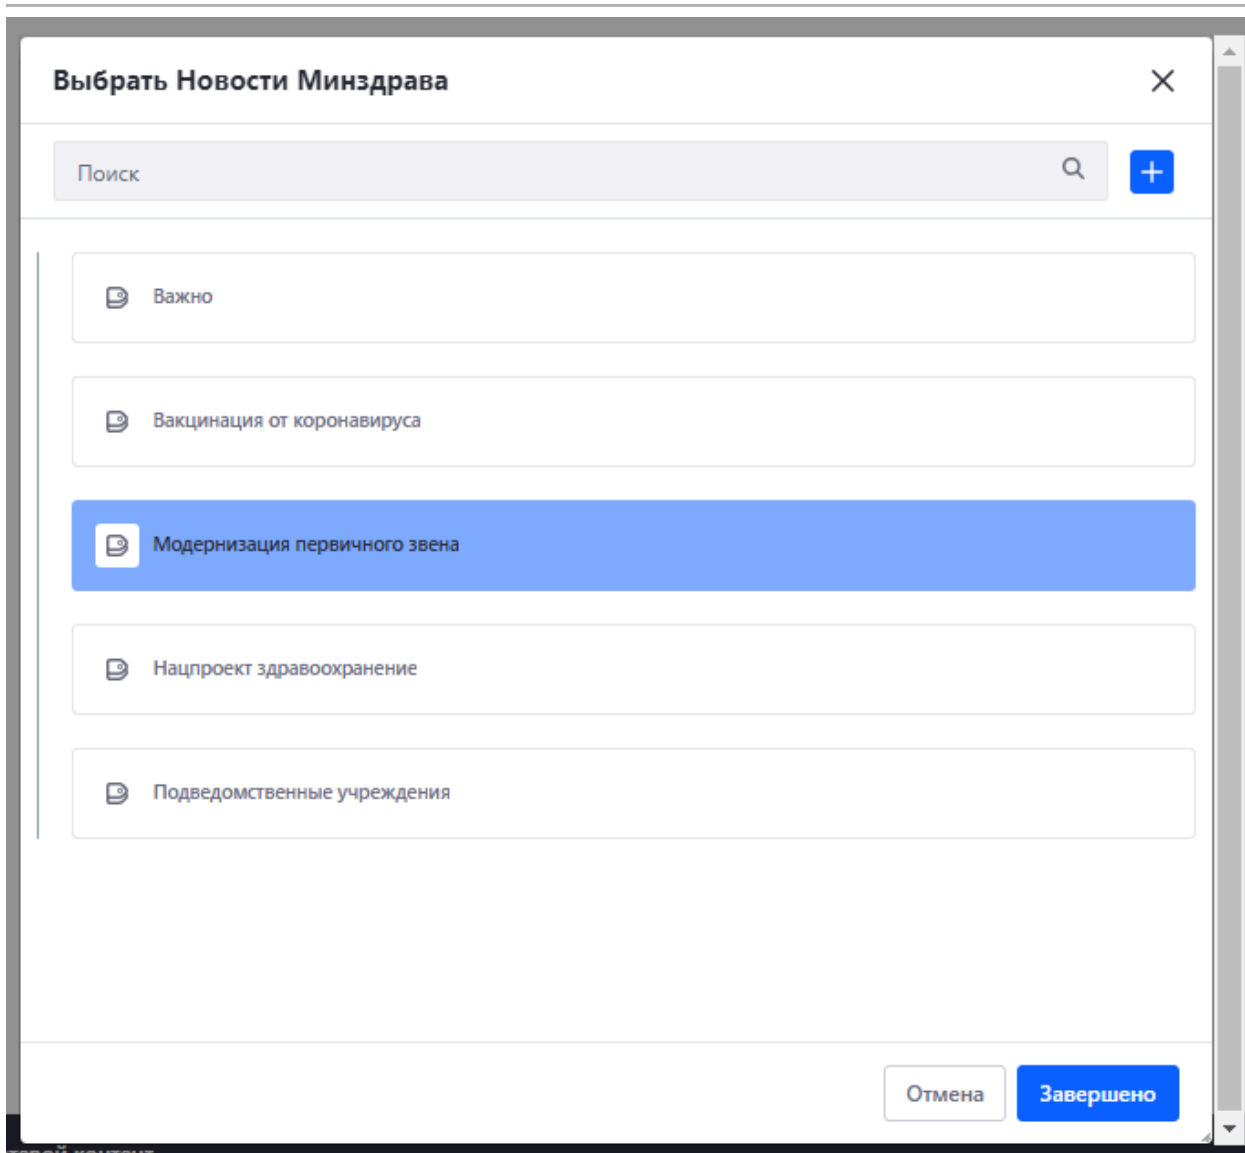 Выбрать Новости Минздрава
Поиск
Важно
Вакцинация от коронавируса
Модернизация первичного звена
Нацпроект здравоохранение
Подведомственные учреждения
Отмена
Завершено